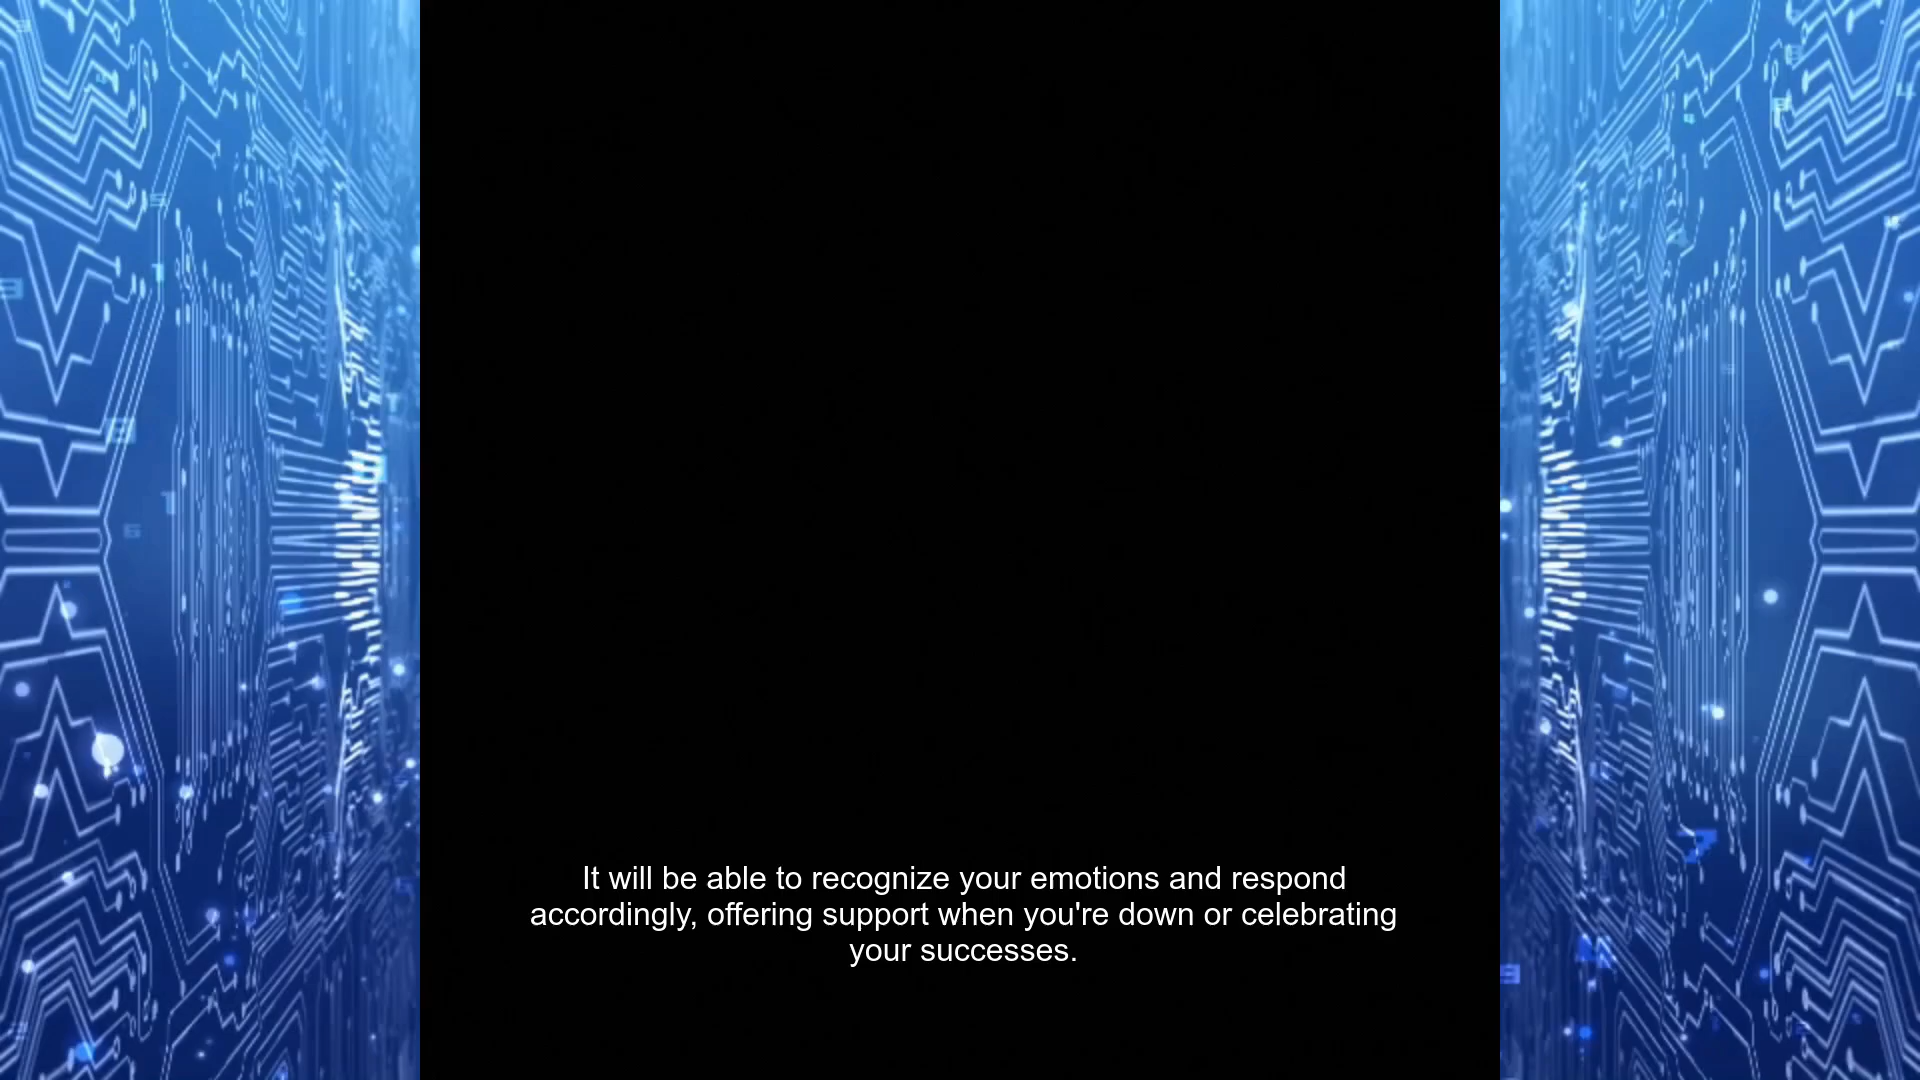 It will be able to recognize your emotions and respond
accordingly, offering support when you're down or celebrating
your successes.